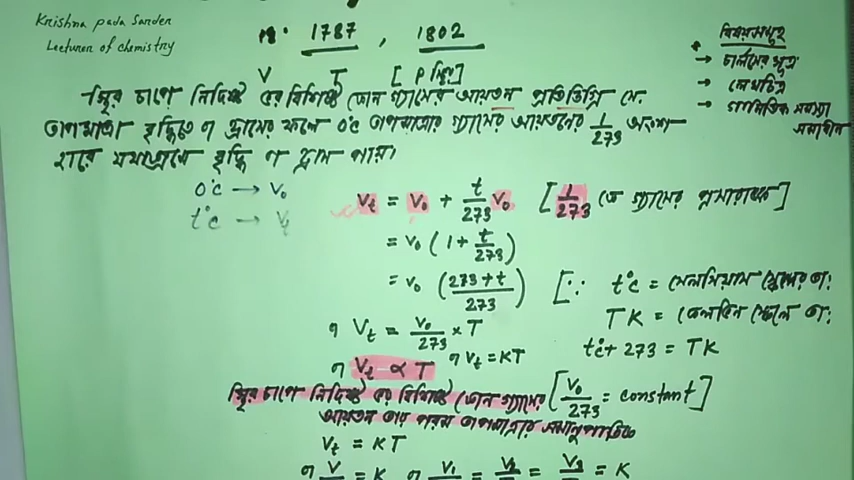 Krishna pada Sarder
Lecturer of chemistry
1787 , 1802
V T [P স্থির]
বিষয়সমূহ
→ চার্লসের সূত্র
→ লেখচিত্র
→ গাণিতিক সমস্যা
সমাধান
স্থির চাপে নির্দিষ্ট ভর বিশিষ্ট কোন গ্যাসের আয়তন প্রতি ডিগ্রি সে.
তাপমাত্রা বৃদ্ধিতে বা হ্রাসের ফলে 0°c তাপমাত্রার গ্যাসের আয়তনের 1/273 অংশ
হারে যথাক্রমে বৃদ্ধি বা হ্রাস পায়।
0°c → V₀
t°c → Vt
Vt = V₀ + t/273 V₀ [1/273 কে গ্যাসের প্রসারাঙ্ক]
= V₀ (1 + t/273)
= V₀ (273+t/273) [∵ t°c = সেলসিয়াস স্কেলের তা:
TK = কেলভিন স্কেলে তা:
বা Vt = V₀/273 × T
t°c + 273 = TK
বা Vt ∝ T বা Vt = KT
[V₀/273 = constant]
স্থির চাপে নির্দিষ্ট ভর বিশিষ্ট কোন গ্যাসের
আয়তন তার পরম তাপমাত্রার সমানুপাতিক
Vt = KT
বা V = K বা V₁ = V₂ = V₃ = K